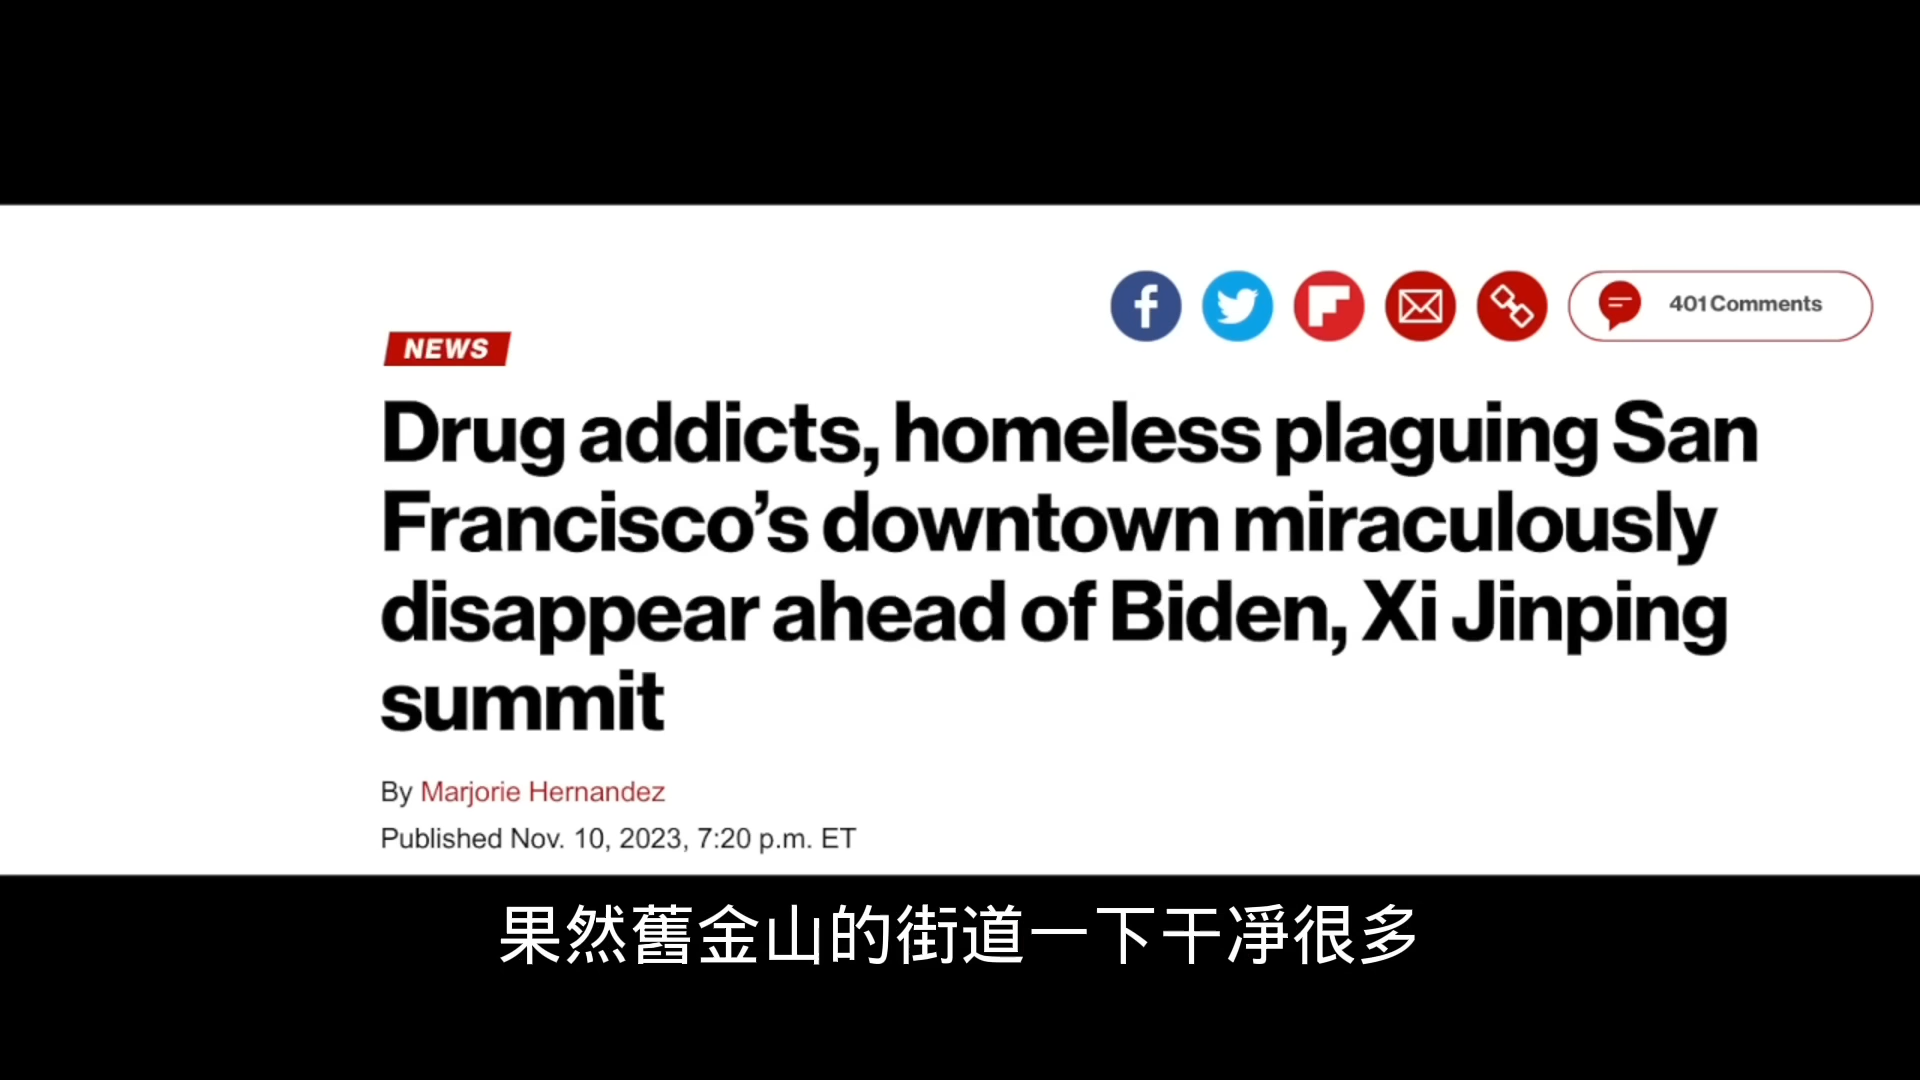 401 Comments
NEWS
Drug addicts, homeless plaguing San
Francisco’s downtown miraculously
disappear ahead of Biden, Xi Jinping
summit
By Marjorie Hernandez
Published Nov. 10, 2023, 7:20 p.m. ET
果然舊金山的街道一下干凈很多